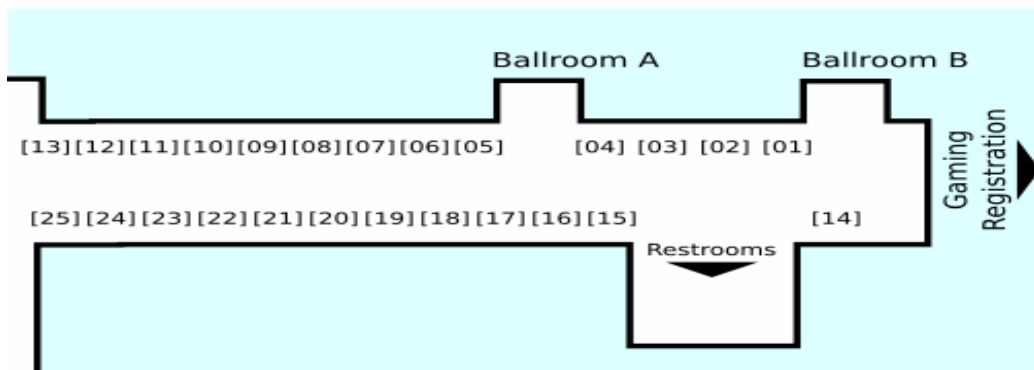 Ballroom A Ballroom B
[13] [12] [11] [10] [09] [08] [07] [06] [05] [04] [03] [02] [01]
Gaming
Registration
[25] [24] [23] [22] [21] [20] [19] [18] [17] [16] [15] [14]
Restrooms